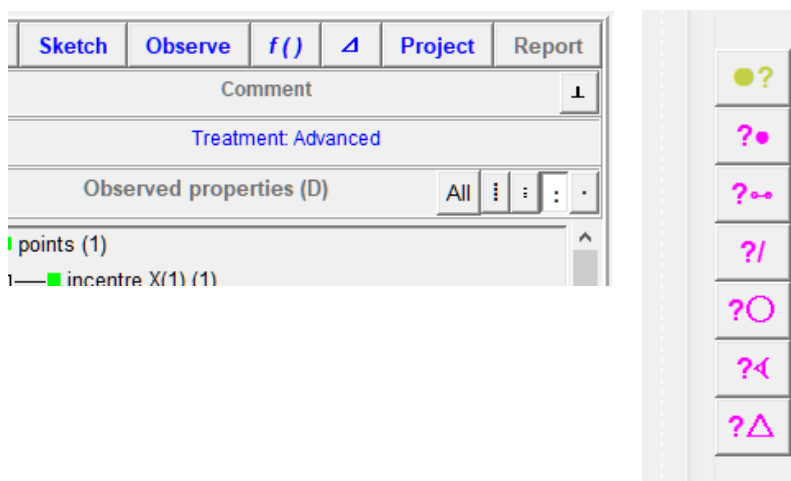 Sketch Observe f() ⊿ Project Report
Comment
Treatment: Advanced
Observed properties (D)
All ⁞ : : ·
points (1)
incentre X(1) (1)
●?
?●
?
?/
?○
?∢
?△